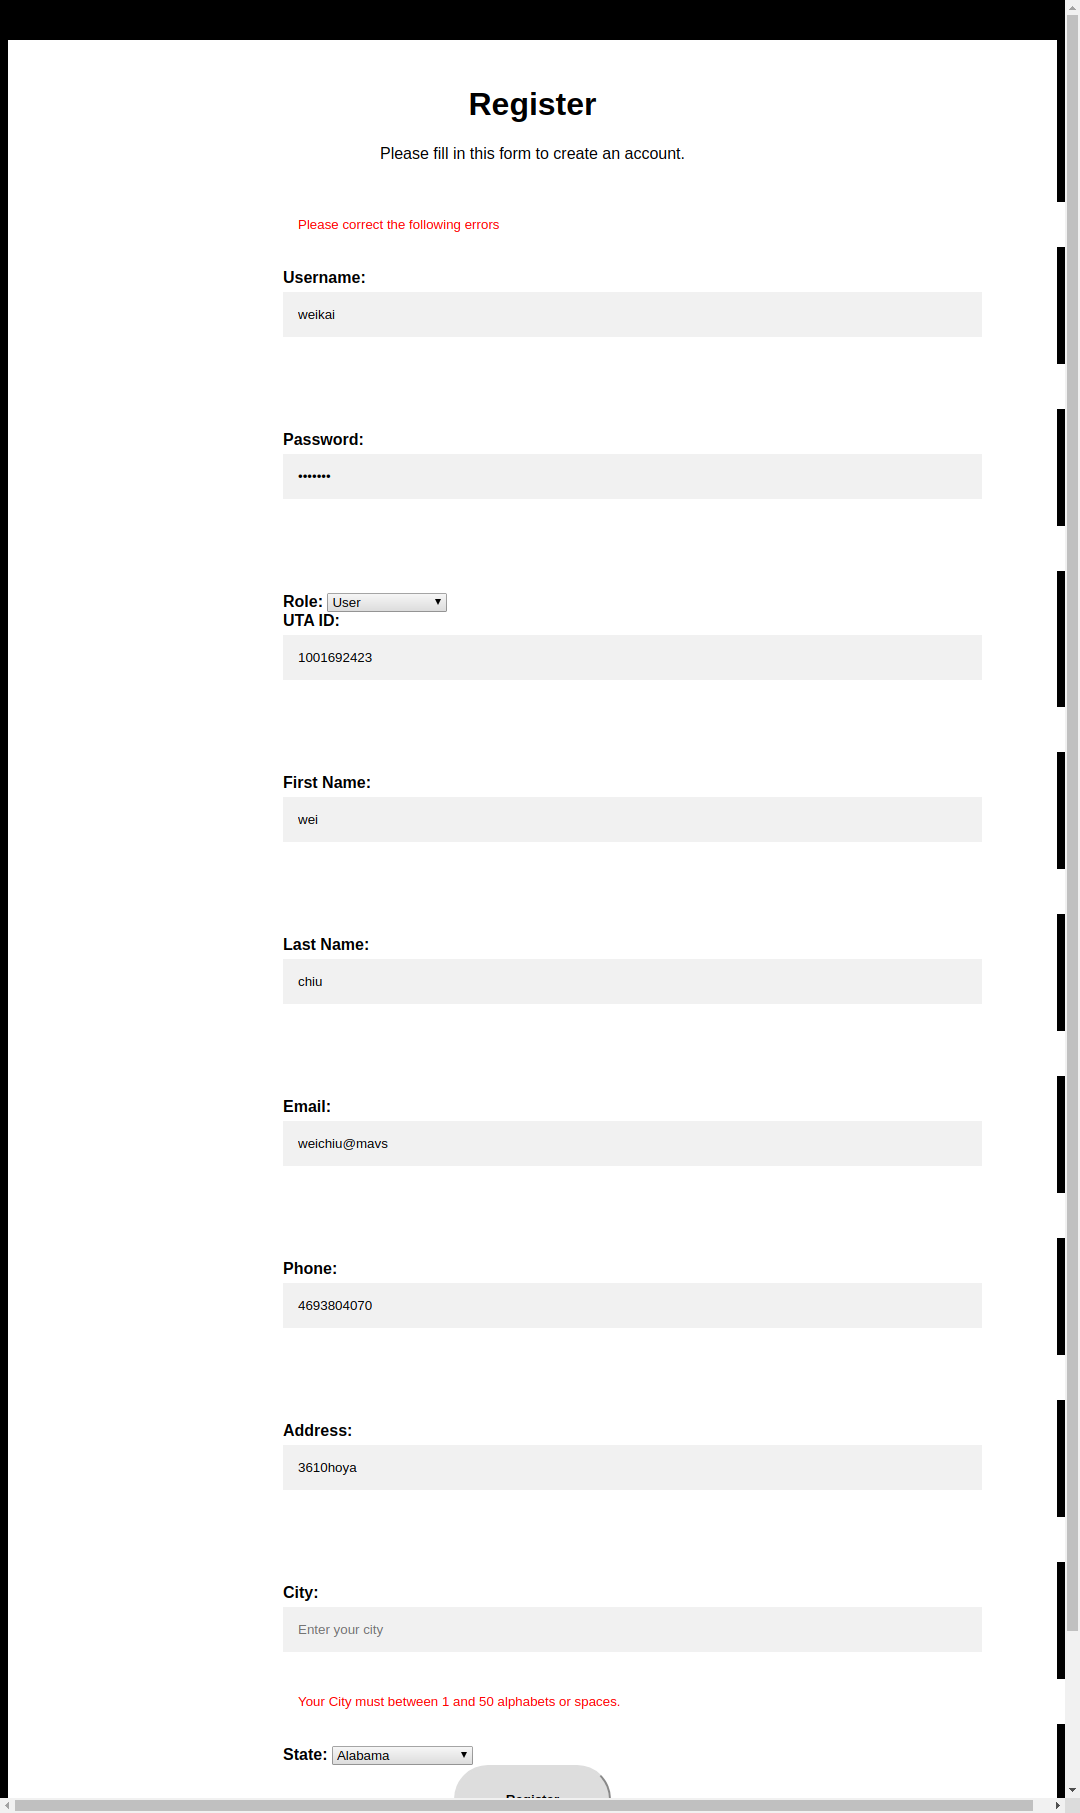 Register
Please fill in this form to create an account.
Please correct the following errors
Username:
weikai
Password:
•••••••
Role: User
UTA ID:
1001692423
First Name:
wei
Last Name:
chiu
Email:
weichiu@mavs
Phone:
4693804070
Address:
3610hoya
City:
Enter your city
Your City must between 1 and 50 alphabets or spaces.
State: Alabama
Register